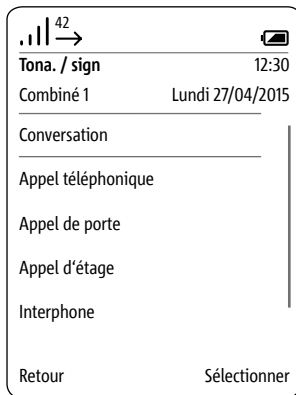 42
Tona. / sign 12:30
Combiné 1 Lundi 27/04/2015
Conversation
Appel téléphonique
Appel de porte
Appel d‘étage
Interphone
Retour Sélectionner